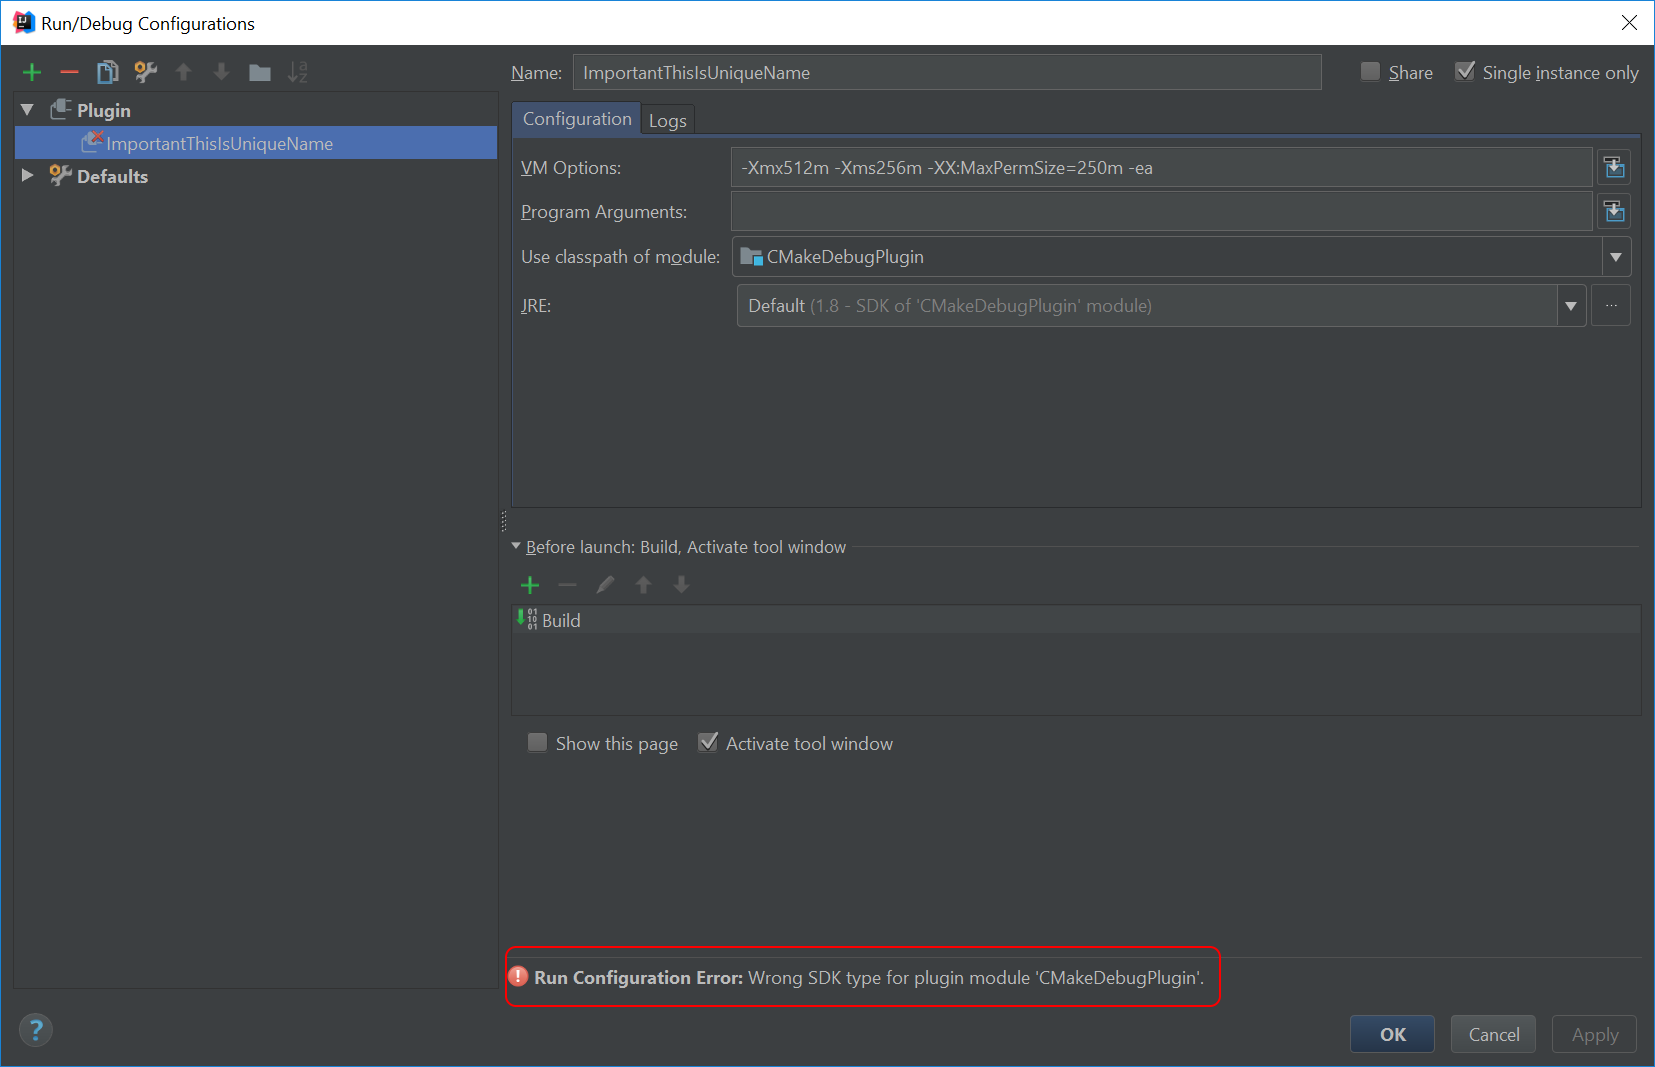 Run/Debug Configurations
Name: ImportantThisIsUniqueName Share Single instance only
Plugin
ImportantThisIsUniqueName
Defaults
Configuration Logs
VM Options: -Xmx512m -Xms256m -XX:MaxPermSize=250m -ea
Program Arguments:
Use classpath of module: CMakeDebugPlugin
JRE: Default (1.8 - SDK of 'CMakeDebugPlugin' module) ...
Before launch: Build, Activate tool window
Build
Show this page Activate tool window
Run Configuration Error: Wrong SDK type for plugin module 'CMakeDebugPlugin'.
? OK Cancel Apply